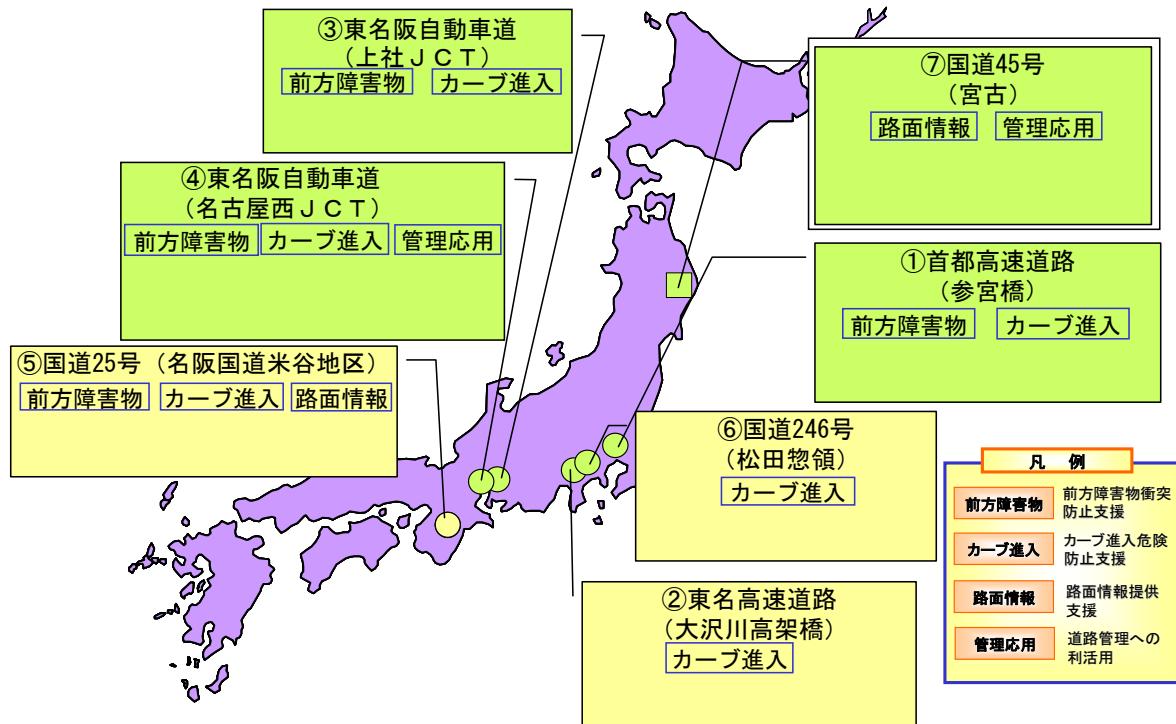 ③東名阪自動車道
(上社JCT)
前方障害物 カーブ進入
④東名阪自動車道
(名古屋西JCT)
前方障害物 カーブ進入 管理応用
⑤国道25号(名阪国道米谷地区)
前方障害物 カーブ進入 路面情報
⑦国道45号
(宮古)
路面情報 管理応用
①首都高速道路
(参宮橋)
前方障害物 カーブ進入
⑥国道246号
(松田惣領)
カーブ進入
②東名高速道路
(大沢川高架橋)
カーブ進入
凡 例
前方障害物 前方障害物衝突
防止支援
カーブ進入 カーブ進入危険
防止支援
路面情報 路面情報提供
支援
管理応用 道路管理への
利活用